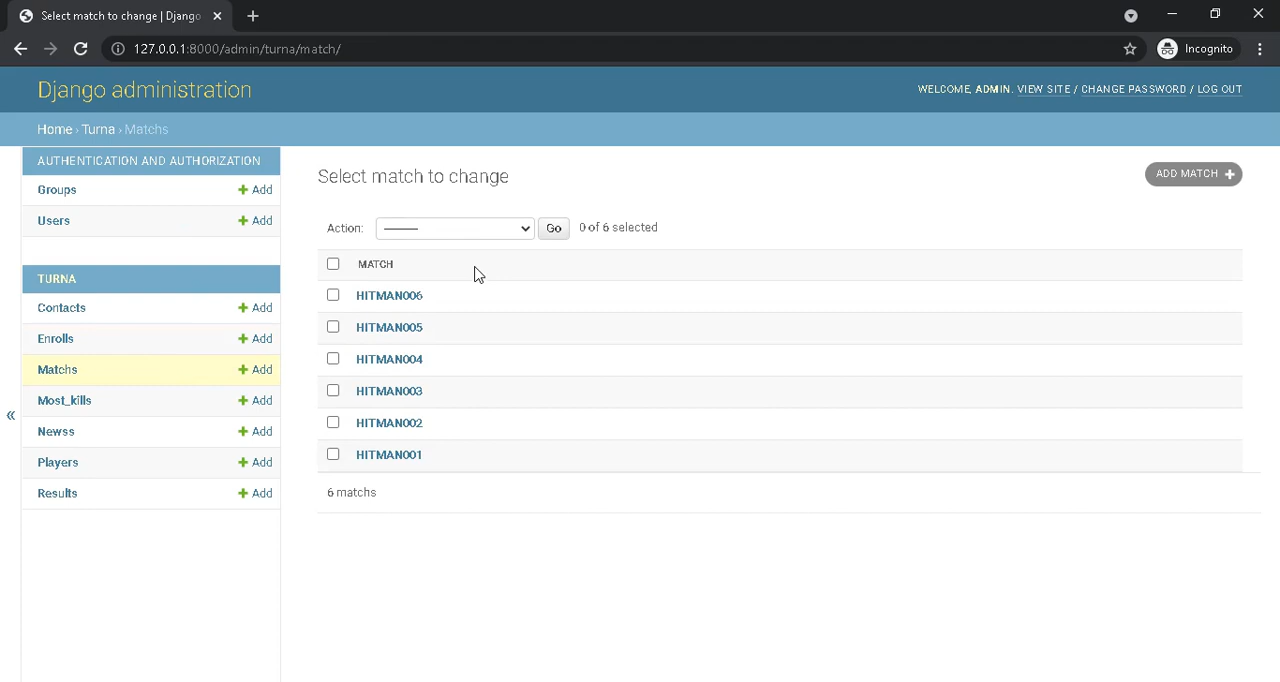 Select match to change | Django
127.0.0.1:8000/admin/turna/match/
Incognito
Django administration
WELCOME, ADMIN. VIEW SITE / CHANGE PASSWORD / LOG OUT
Home › Turna › Matchs
AUTHENTICATION AND AUTHORIZATION
Groups + Add
Users + Add
TURNA
Contacts + Add
Enrolls + Add
Matchs + Add
Most_kills + Add
Newss + Add
Players + Add
Results + Add
«
Select match to change
ADD MATCH +
Action: --------- Go 0 of 6 selected
MATCH
HITMAN006
HITMAN005
HITMAN004
HITMAN003
HITMAN002
HITMAN001
6 matchs